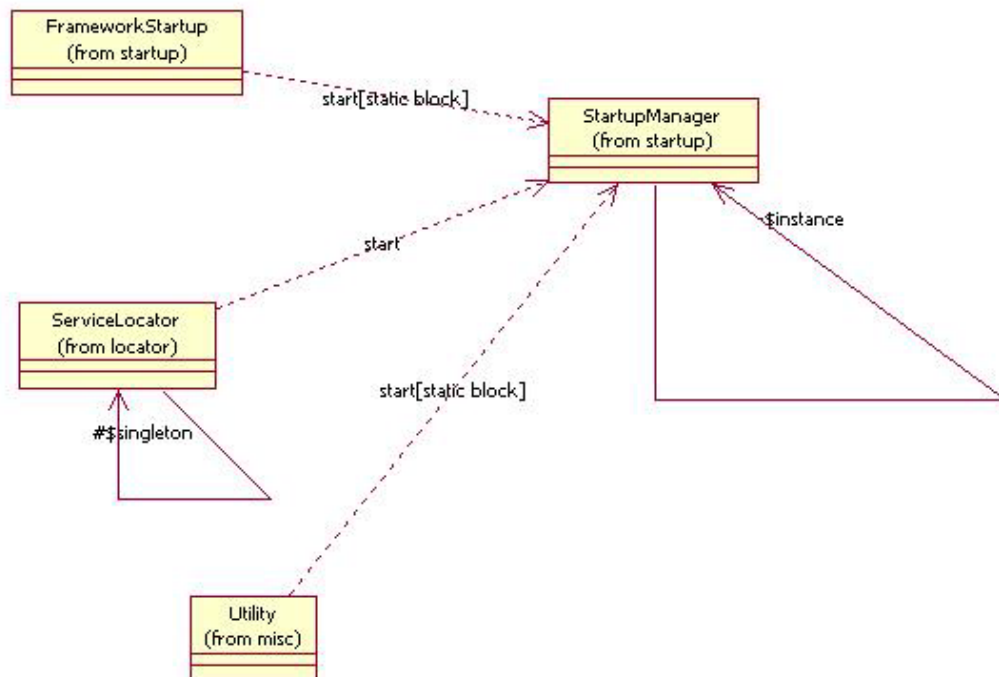 FrameworkStartup
(from startup)
start[static block]
StartupManager
(from startup)
-$instance
start
ServiceLocator
(from locator)
#$singleton
start[static block]
Utility
(from misc)